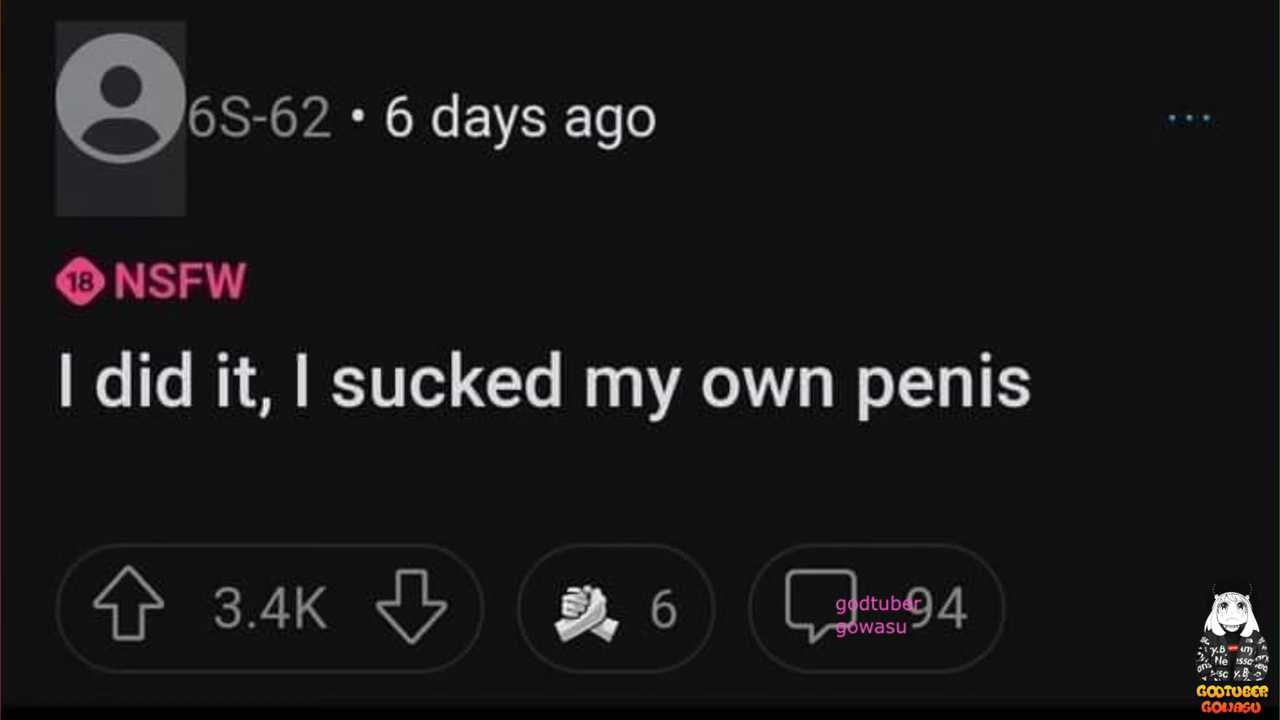 6S-62 • 6 days ago
18 NSFW
I did it, I sucked my own penis
3.4K
6
94
godtuber
gowasu
GODTUBER
GOWASU